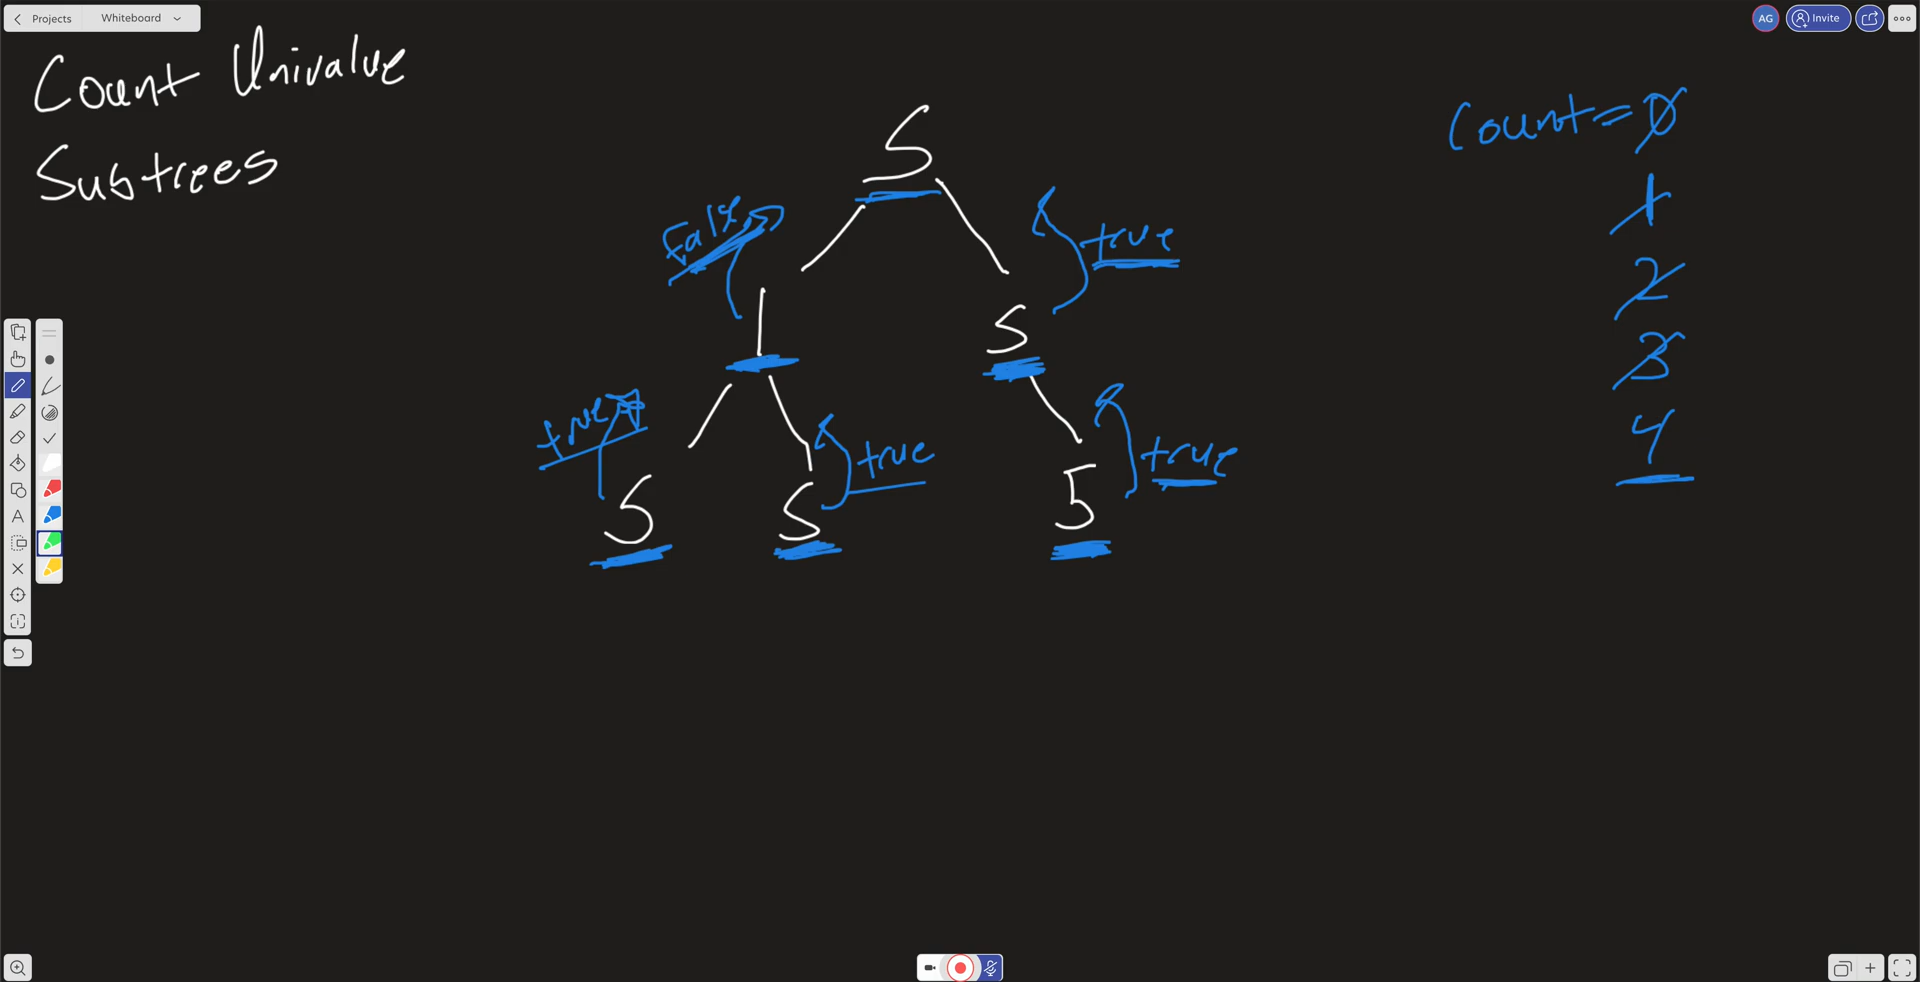 Projects Whiteboard
AG Invite
Count Univalue
Subtrees
Count = 0
1
2
3
4
5
false
true
1
5
true
true
true
5
5
5
A